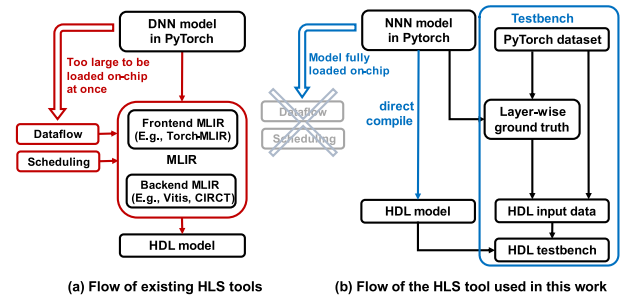 DNN model
in PyTorch
Too large to be
loaded on-chip
at once
Dataflow
Scheduling
Frontend MLIR
(E.g., Torch-MLIR)
MLIR
Backend MLIR
(E.g., Vitis, CIRCT)
HDL model
(a) Flow of existing HLS tools
NNN model
in Pytorch
Model fully
loaded on-chip
Dataflow
Scheduling
direct
compile
HDL model
Testbench
PyTorch dataset
Layer-wise
ground truth
HDL input data
HDL testbench
(b) Flow of the HLS tool used in this work